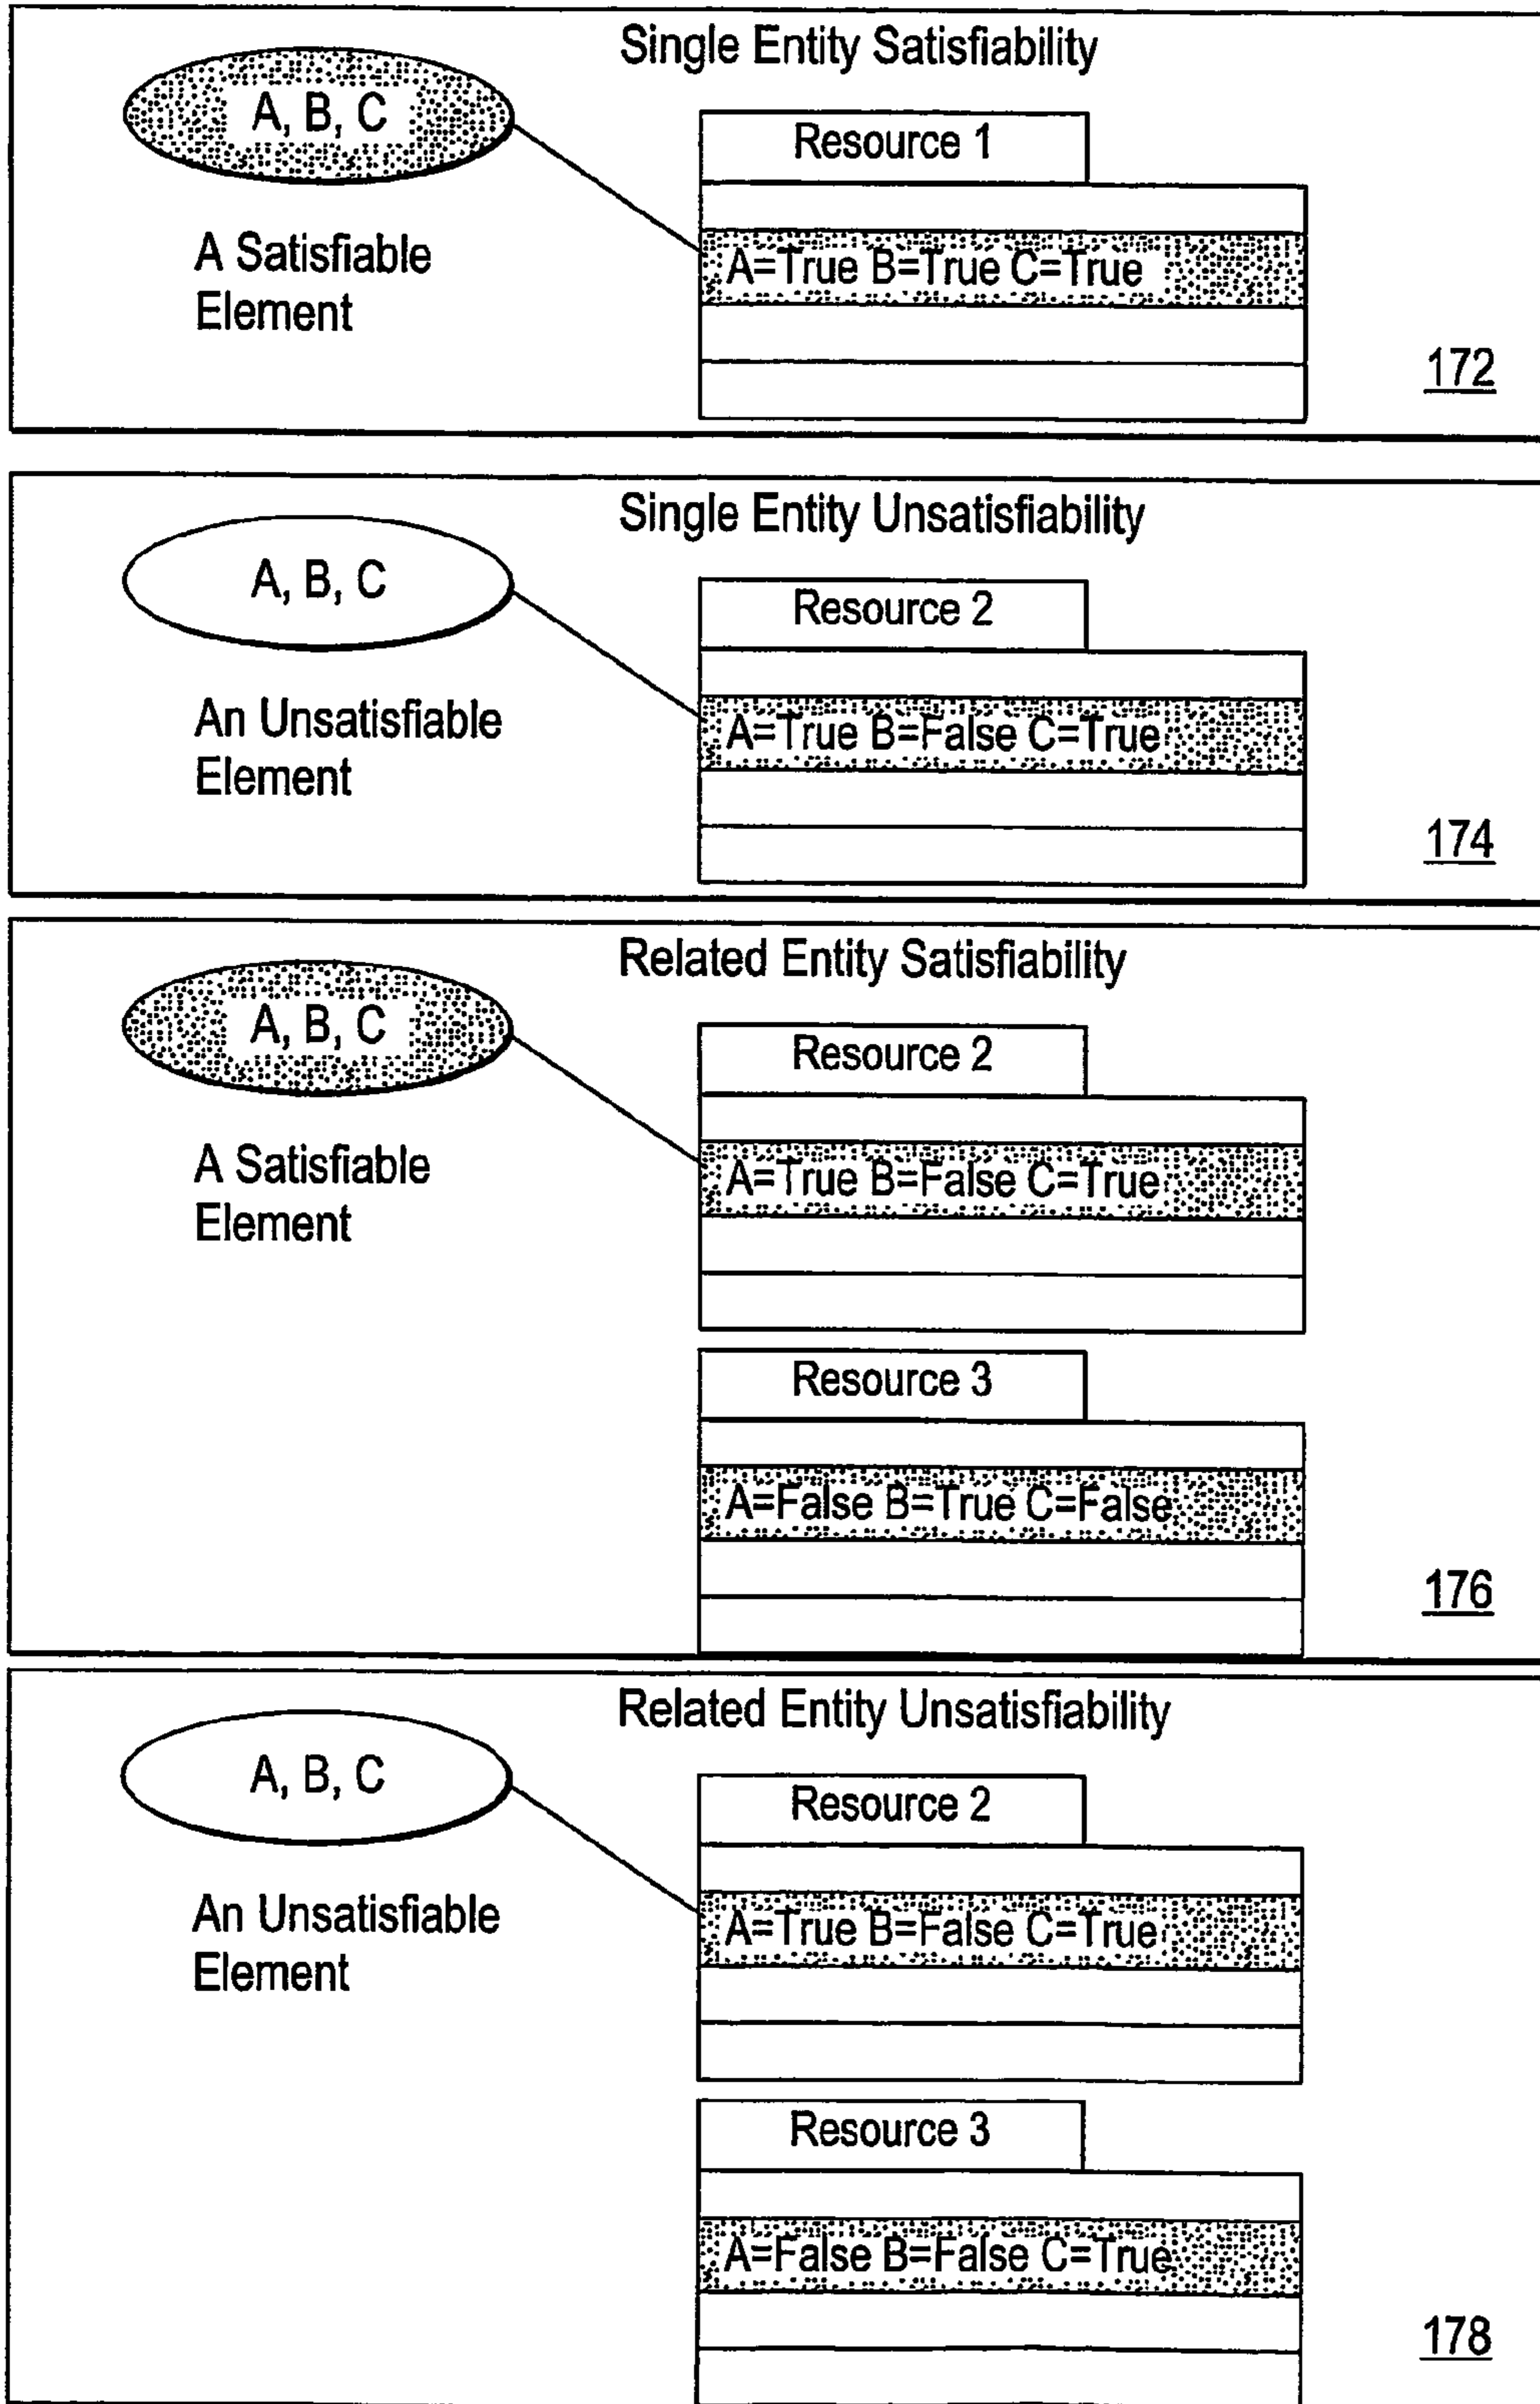 Single Entity Satisfiability
A, B, C
Resource 1
A Satisfiable
Element
A=True B=True C=True
172
Single Entity Unsatisfiability
A, B, C
Resource 2
An Unsatisfiable
Element
A=True B=False C=True
174
Related Entity Satisfiability
A, B, C
Resource 2
A Satisfiable
Element
A=True B=False C=True
Resource 3
A=False B=True C=False
176
Related Entity Unsatisfiability
A, B, C
Resource 2
An Unsatisfiable
Element
A=True B=False C=True
Resource 3
A=False B=False C=True
178